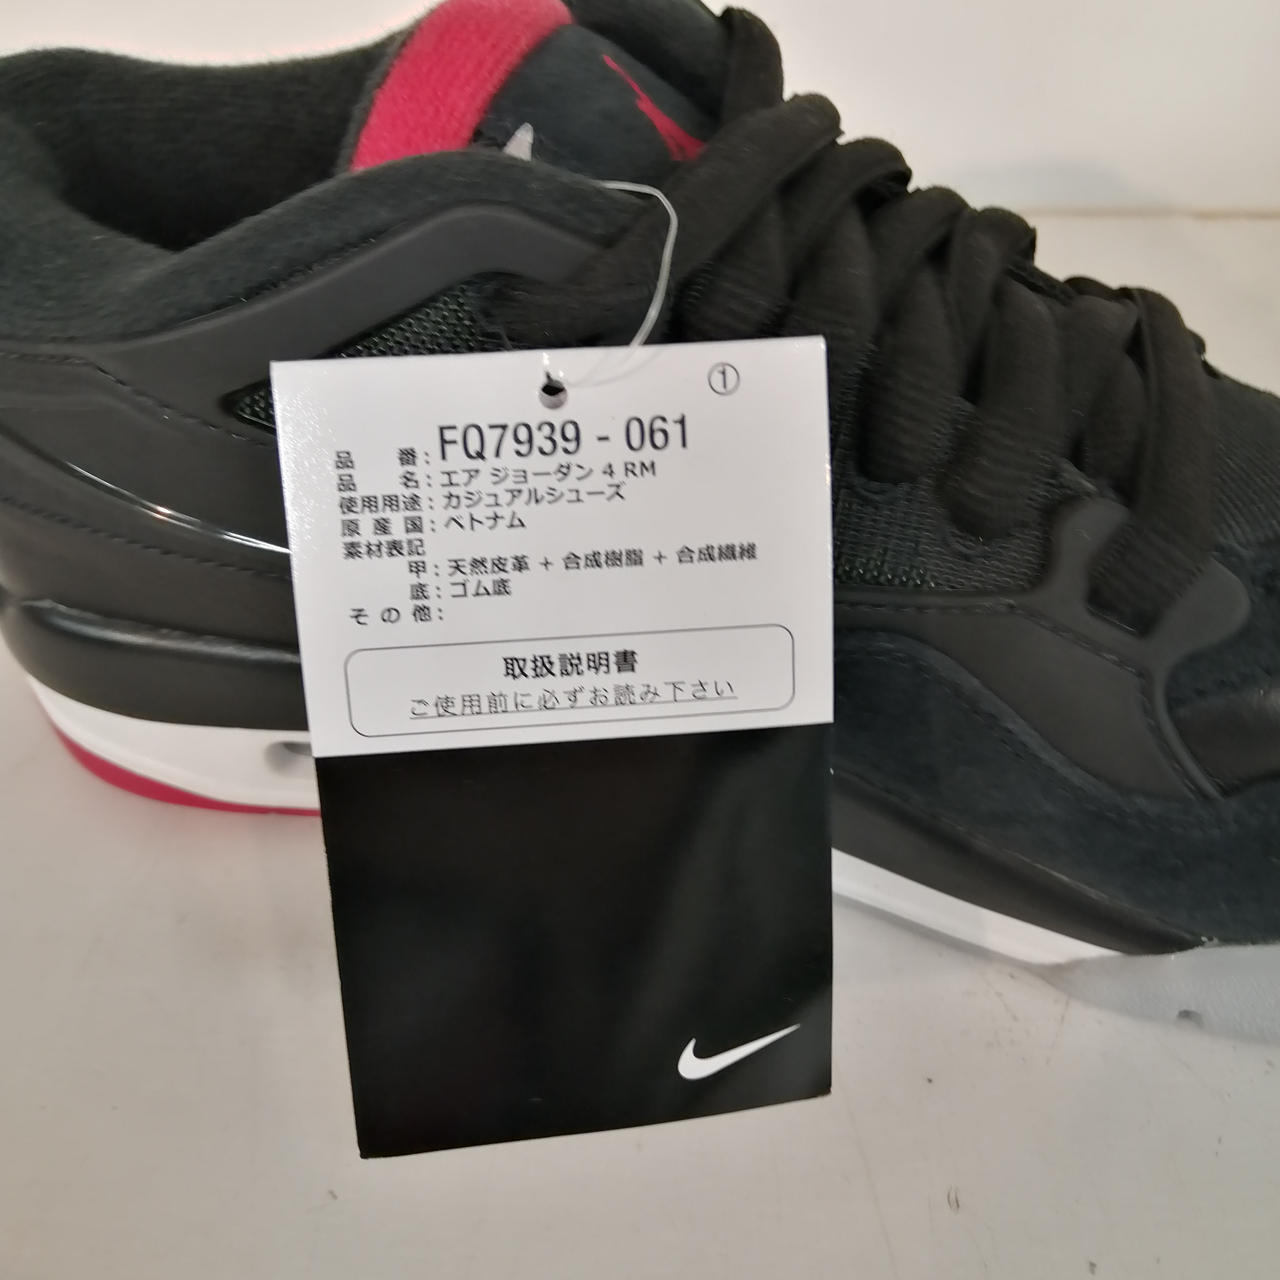 ①
品番：FQ7939 - 061
品名：エア ジョーダン 4 RM
使用用途：カジュアルシューズ
原産国：ベトナム
素材表記
甲：天然皮革 + 合成樹脂 + 合成繊維
底：ゴム底
その他：
取扱説明書
ご使用前に必ずお読み下さい